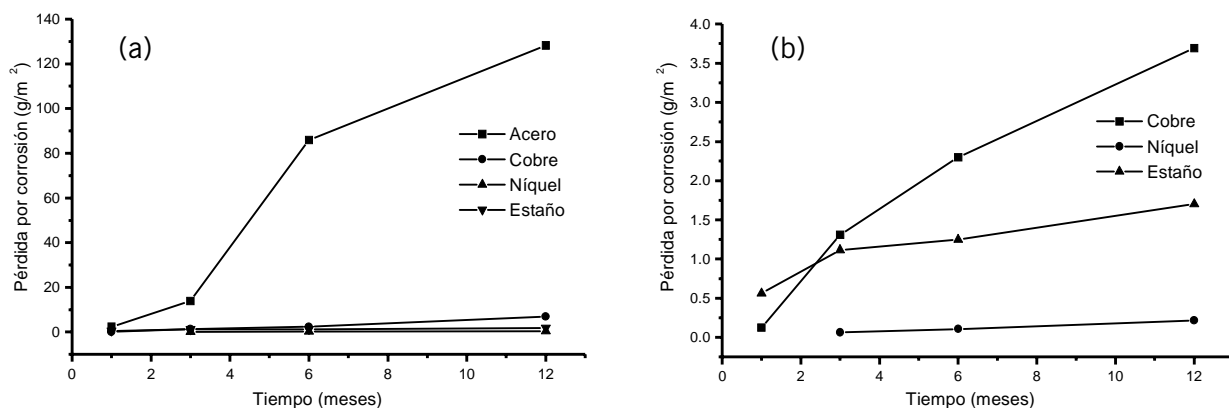 (a)
Pérdida por corrosión (g/m²)
140
120
100
80
60
40
20
0
0 2 4 6 8 10 12
Tiempo (meses)
Acero
Cobre
Níquel
Estaño
(b)
Pérdida por corrosión (g/m²)
4.0
3.5
3.0
2.5
2.0
1.5
1.0
0.5
0.0
0 2 4 6 8 10 12
Tiempo (meses)
Cobre
Níquel
Estaño